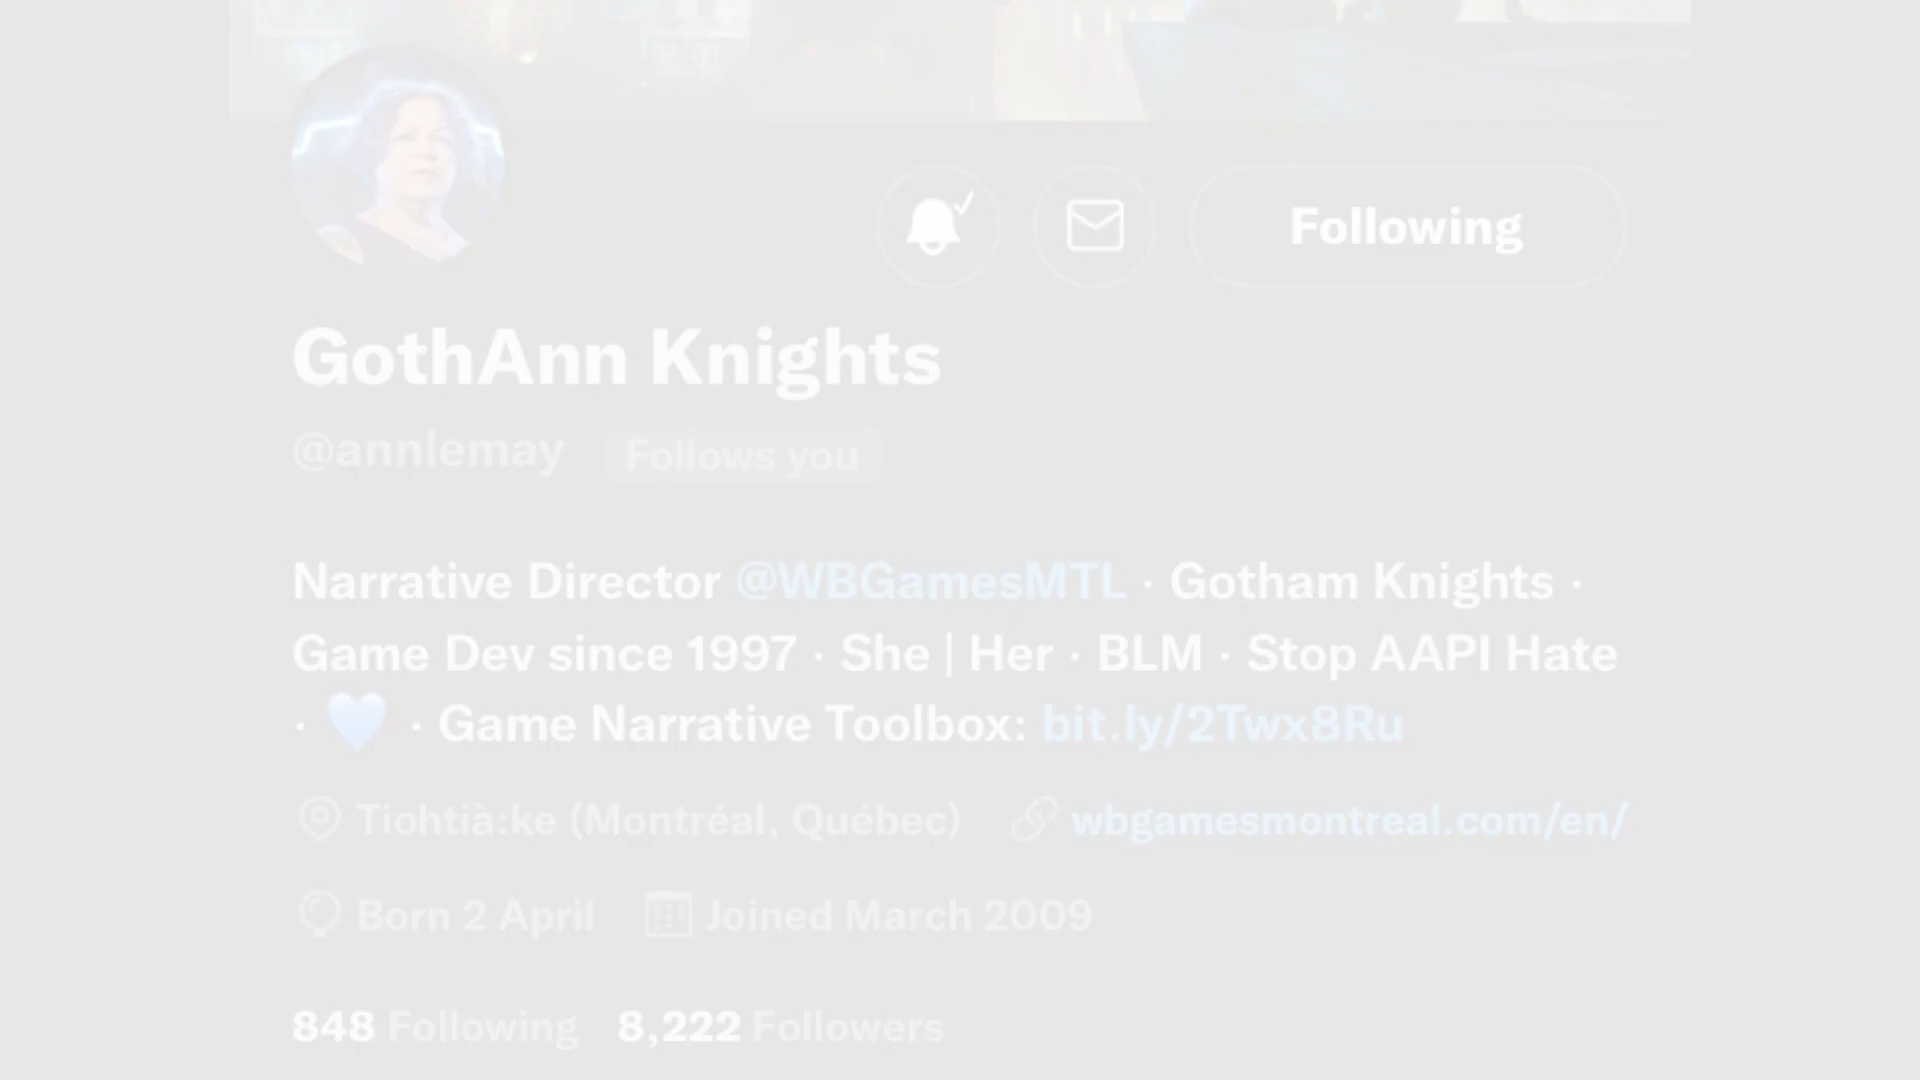 Following
GothAnn Knights
@annlemay Follows you
Narrative Director @WBGamesMTL · Gotham Knights ·
Game Dev since 1997 · She | Her · BLM · Stop AAPI Hate
· 💙 · Game Narrative Toolbox: bit.ly/2Twx8Ru
Tiohtià:ke (Montréal, Québec) wbgamesmontreal.com/en/
Born 2 April Joined March 2009
848 Following 8,222 Followers